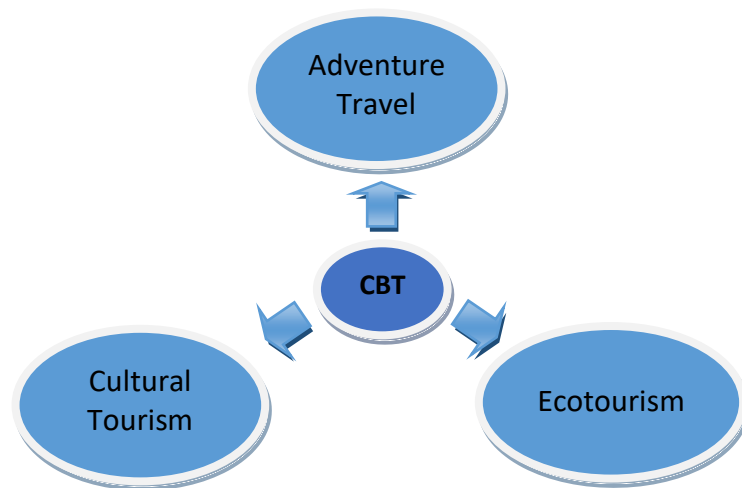 Adventure
Travel
CBT
Cultural
Tourism
Ecotourism